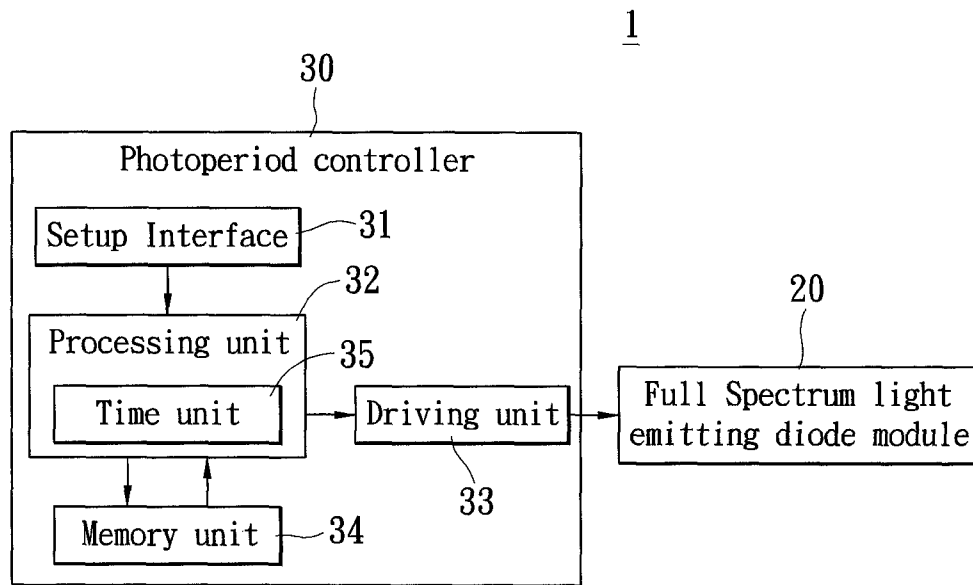 1
30
Photoperiod controller
31
Setup Interface
32
Processing unit
35
Time unit
Driving unit
33
Memory unit
34
20
Full Spectrum light
emitting diode module